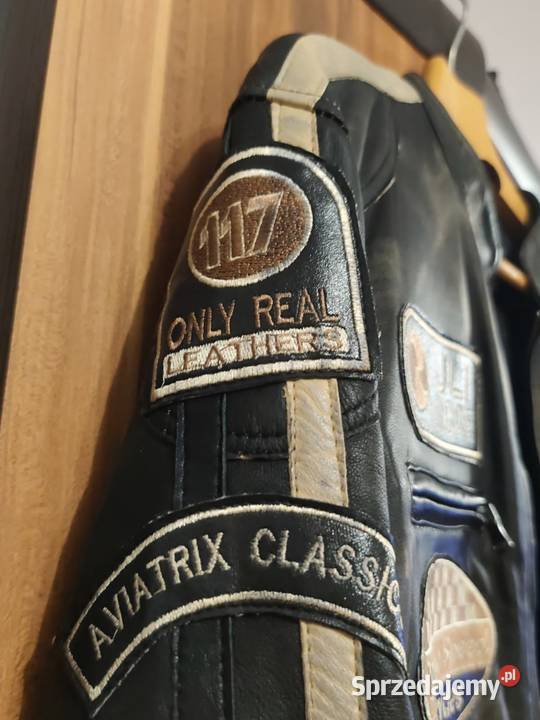 117
ONLY REAL
LEATHERS
AVIATRIX CLASSIC
Sprzedajemy.pl